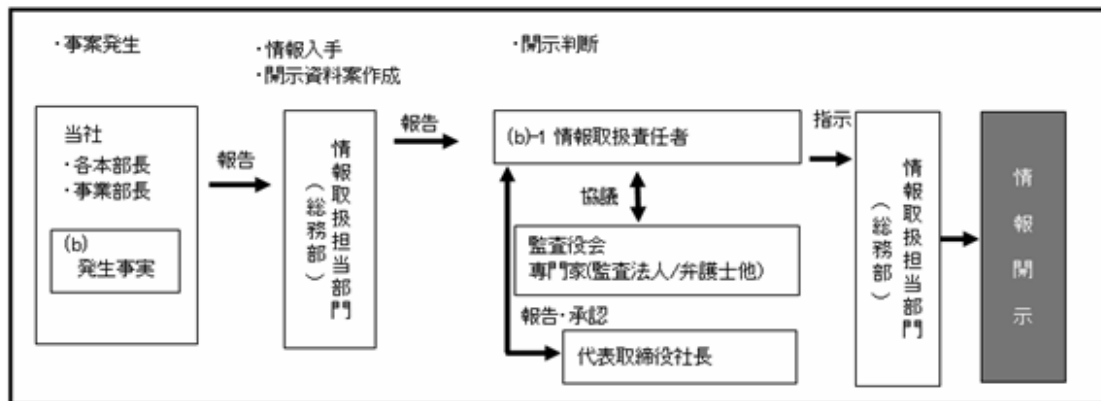 ・事案発生
・情報入手
・開示資料案作成
・開示判断
当社
・各本部長
・事業部長
(b)
発生事実
報告
情報取扱担当部門
（総務部）
報告
(b)-1 情報取扱責任者
協議
監査役会
専門家(監査法人/弁護士他)
報告・承認
代表取締役社長
指示
情報取扱担当部門
（総務部）
情報開示